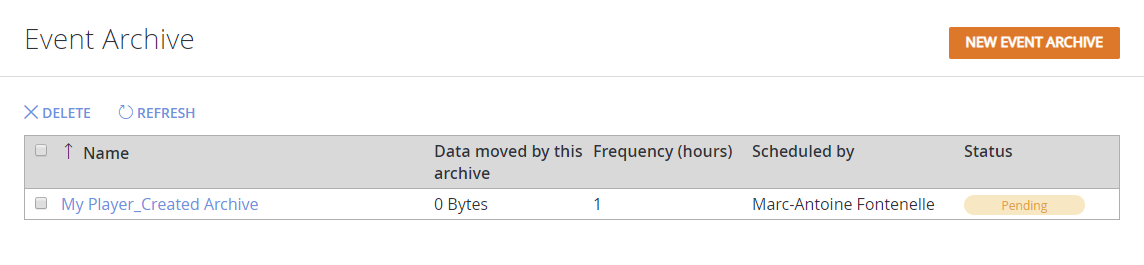 Event Archive
NEW EVENT ARCHIVE
DELETE REFRESH
Name Data moved by this archive Frequency (hours) Scheduled by Status
My Player_Created Archive 0 Bytes 1 Marc-Antoine Fontenelle Pending